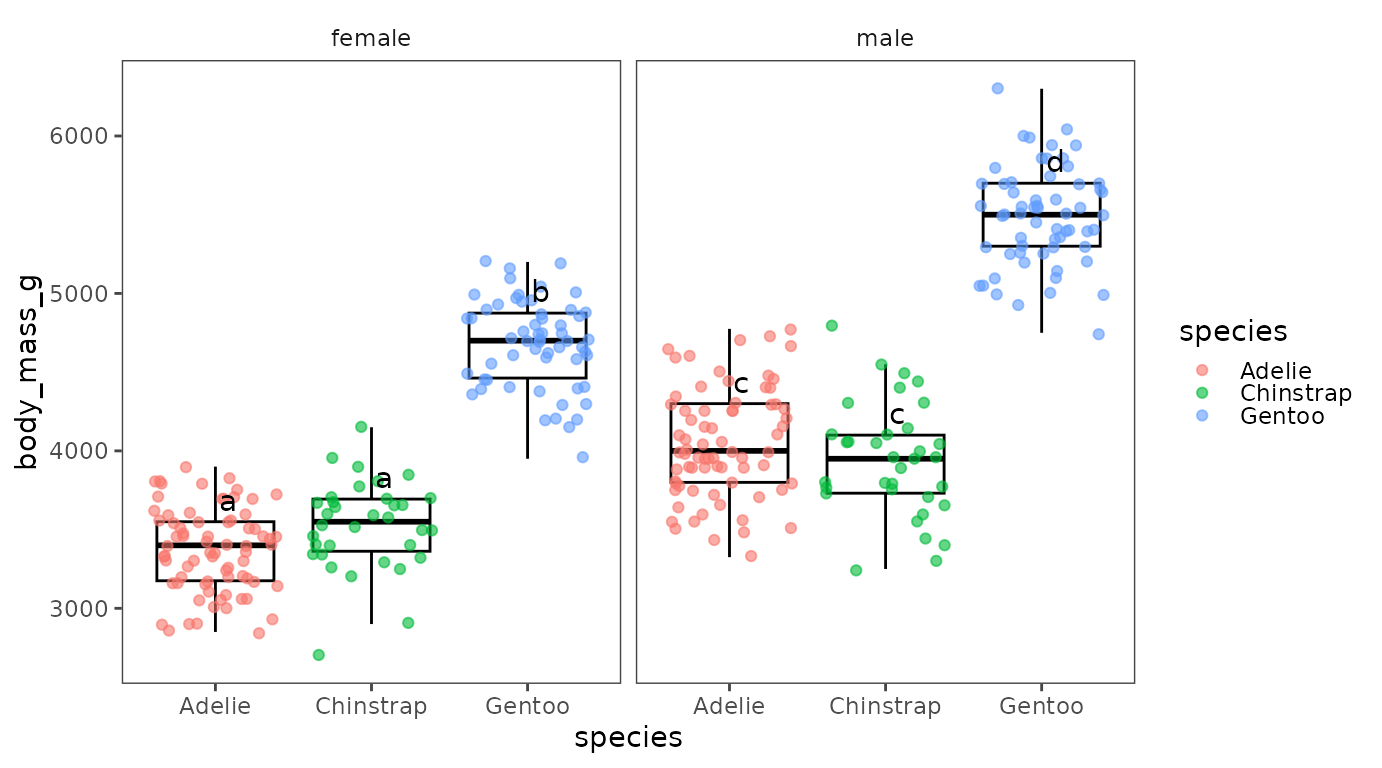 female
male
6000
5000
4000
3000
body_mass_g
a
a
b
c
c
d
Adelie
Chinstrap
Gentoo
Adelie
Chinstrap
Gentoo
species
species
Adelie
Chinstrap
Gentoo